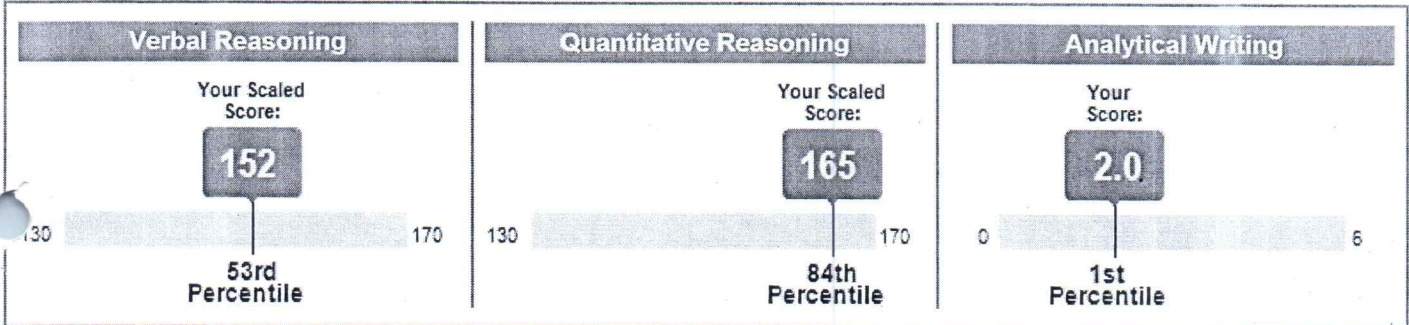 Verbal Reasoning
Your Scaled
Score:
152
130
170
53rd
Percentile
Quantitative Reasoning
Your Scaled
Score:
165
130
170
84th
Percentile
Analytical Writing
Your
Score:
2.0
0
6
1st
Percentile